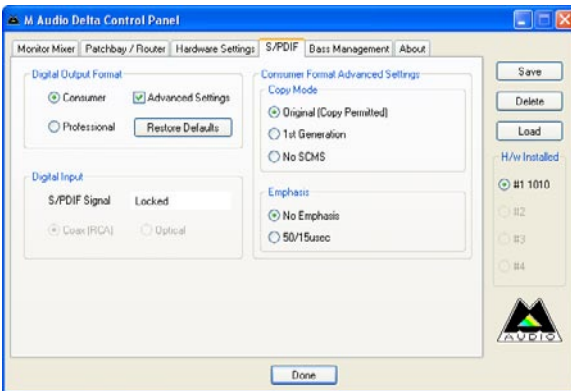 M Audio Delta Control Panel
Monitor Mixer
Patchbay / Router
Hardware Settings
S/PDIF
Bass Management
About
Digital Output Format
Consumer
Advanced Settings
Professional
Restore Defaults
Digital Input
S/PDIF Signal
Locked
Coax (RCA)
Optical
Consumer Format Advanced Settings
Copy Mode
Original (Copy Permitted)
1st Generation
No SCMS
Emphasis
No Emphasis
50/15usec
Save
Delete
Load
H/w Installed
#1 1010
#2
#3
#4
AUDIO
Done